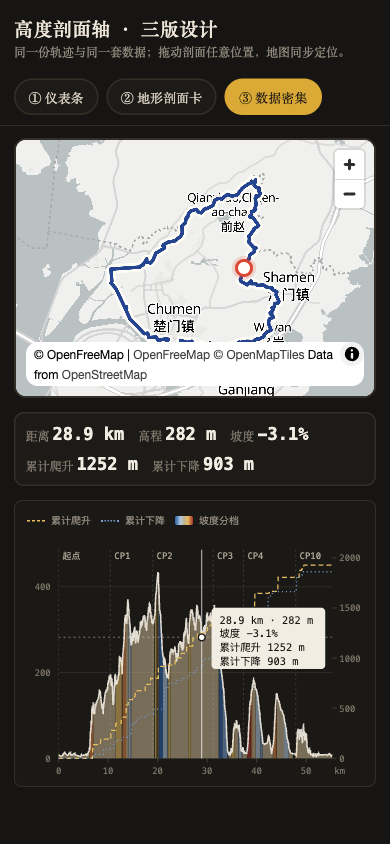 高度剖面轴 · 三版设计
同一份轨迹与同一套数据；拖动剖面任意位置，地图同步定位。
① 仪表条 ② 地形剖面卡 ③ 数据密集
+
−
前赵
Shamen
门镇
Chumen
楚门镇
© OpenFreeMap | OpenFreeMap © OpenMapTiles Data
from OpenStreetMap
Ganjiang
距离 28.9 km 高程 282 m 坡度 −3.1%
累计爬升 1252 m 累计下降 903 m
累计爬升 累计下降 坡度分档
起点 CP1 CP2 CP3 CP4 CP10
2000
400
1500
28.9 km · 282 m
坡度 −3.1%
累计爬升 1252 m
累计下降 903 m
200
1000
500
0 0
0 10 20 30 40 50 km